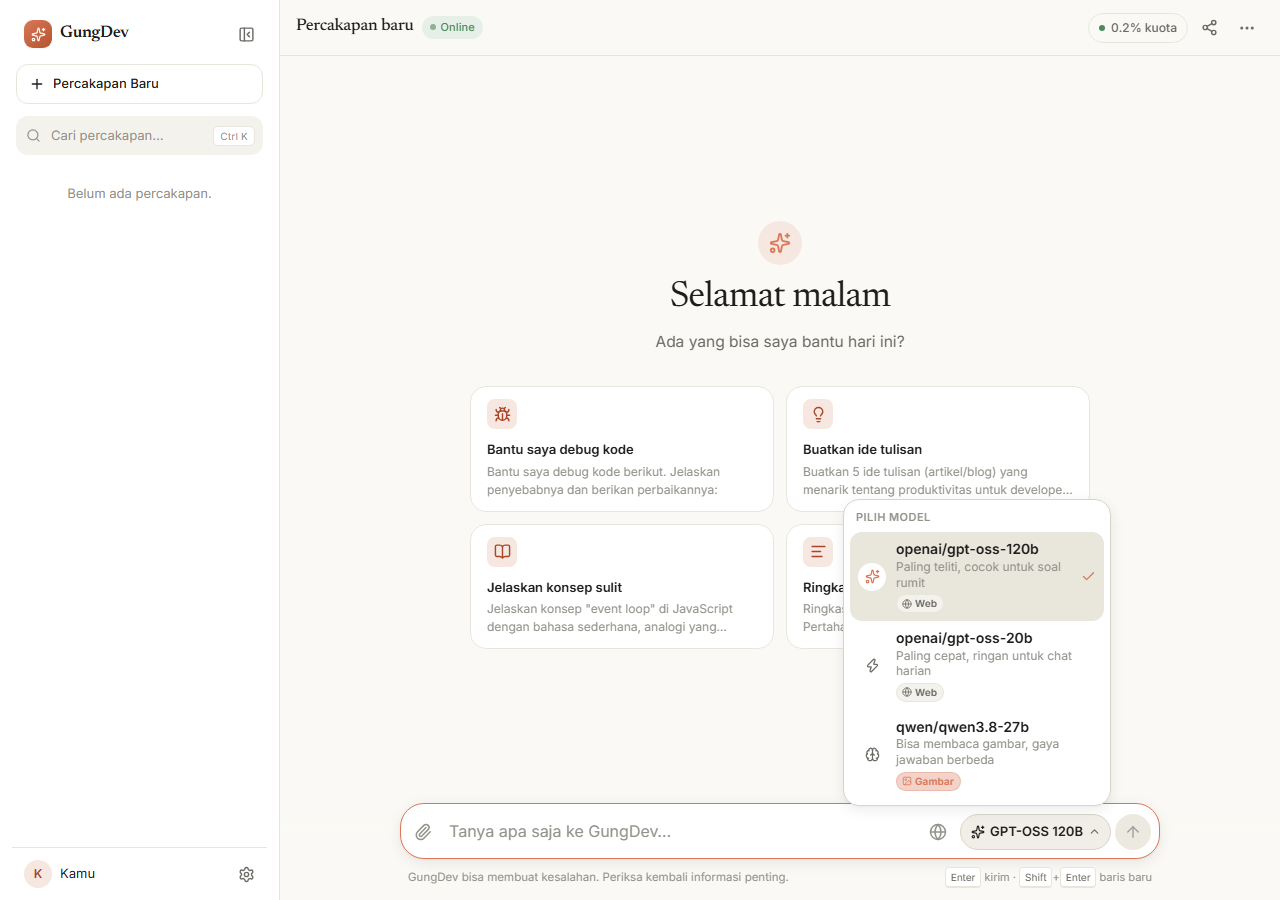 GungDev
Percakapan Baru
Cari percakapan...
Ctrl K
Belum ada percakapan.
K
Kamu
Percakapan baru
Online
0.2% kuota
Selamat malam
Ada yang bisa saya bantu hari ini?
Bantu saya debug kode
Bantu saya debug kode berikut. Jelaskan
penyebabnya dan berikan perbaikannya:
Buatkan ide tulisan
Buatkan 5 ide tulisan (artikel/blog) yang
menarik tentang produktivitas untuk develope...
Jelaskan konsep sulit
Jelaskan konsep "event loop" di JavaScript
dengan bahasa sederhana, analogi yang...
PILIH MODEL
openai/gpt-oss-120b
Paling teliti, cocok untuk soal
rumit
Web
openai/gpt-oss-20b
Paling cepat, ringan untuk chat
harian
Web
qwen/qwen3.8-27b
Bisa membaca gambar, gaya
jawaban berbeda
Gambar
Tanya apa saja ke GungDev...
GPT-OSS 120B
GungDev bisa membuat kesalahan. Periksa kembali informasi penting.
Enter kirim · Shift + Enter baris baru